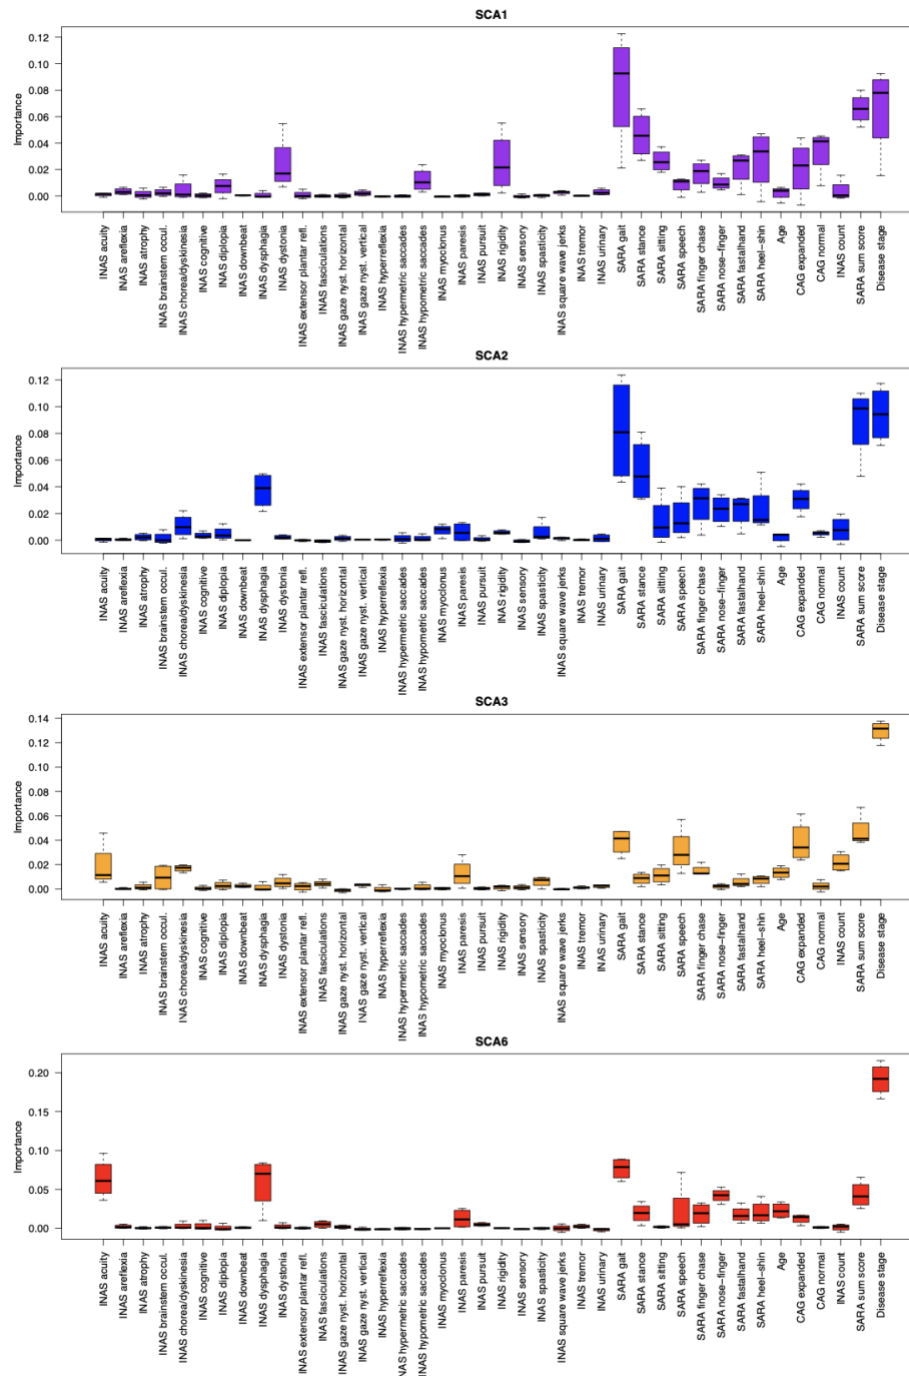 SCA1
Importance
0.12
0.10
0.08
0.06
0.04
0.02
0.00
INAS acuity
INAS areflexia
INAS atrophy
INAS brainstem occul.
INAS chorea/dyskinesia
INAS cognitive
INAS diplopia
INAS downbeat
INAS dysphagia
INAS dystonia
INAS extensor plantar refl.
INAS fasciculations
INAS gaze nyst. horizontal
INAS gaze nyst. vertical
INAS hyperreflexia
INAS hypermetric saccades
INAS hypometric saccades
INAS myoclonus
INAS paresis
INAS pursuit
INAS rigidity
INAS sensory
INAS spasticity
INAS square wave jerks
INAS tremor
INAS urinary
SARA gait
SARA stance
SARA sitting
SARA speech
SARA finger chase
SARA nose−finger
SARA fastalhand
SARA heel−shin
Age
CAG expanded
CAG normal
INAS count
SARA sum score
Disease stage
SCA2
Importance
0.12
0.10
0.08
0.06
0.04
0.02
0.00
INAS acuity
INAS areflexia
INAS atrophy
INAS brainstem occul.
INAS chorea/dyskinesia
INAS cognitive
INAS diplopia
INAS downbeat
INAS dysphagia
INAS dystonia
INAS extensor plantar refl.
INAS fasciculations
INAS gaze nyst. horizontal
INAS gaze nyst. vertical
INAS hyperreflexia
INAS hypermetric saccades
INAS hypometric saccades
INAS myoclonus
INAS paresis
INAS pursuit
INAS rigidity
INAS sensory
INAS spasticity
INAS square wave jerks
INAS tremor
INAS urinary
SARA gait
SARA stance
SARA sitting
SARA speech
SARA finger chase
SARA nose−finger
SARA fastalhand
SARA heel−shin
Age
CAG expanded
CAG normal
INAS count
SARA sum score
Disease stage
SCA3
Importance
0.14
0.12
0.10
0.08
0.06
0.04
0.02
0.00
INAS acuity
INAS areflexia
INAS atrophy
INAS brainstem occul.
INAS chorea/dyskinesia
INAS cognitive
INAS diplopia
INAS downbeat
INAS dysphagia
INAS dystonia
INAS extensor plantar refl.
INAS fasciculations
INAS gaze nyst. horizontal
INAS gaze nyst. vertical
INAS hyperreflexia
INAS hypermetric saccades
INAS hypometric saccades
INAS myoclonus
INAS paresis
INAS pursuit
INAS rigidity
INAS sensory
INAS spasticity
INAS square wave jerks
INAS tremor
INAS urinary
SARA gait
SARA stance
SARA sitting
SARA speech
SARA finger chase
SARA nose−finger
SARA fastalhand
SARA heel−shin
Age
CAG expanded
CAG normal
INAS count
SARA sum score
Disease stage
SCA6
Importance
0.20
0.15
0.10
0.05
0.00
INAS acuity
INAS areflexia
INAS atrophy
INAS brainstem occul.
INAS chorea/dyskinesia
INAS cognitive
INAS diplopia
INAS downbeat
INAS dysphagia
INAS dystonia
INAS extensor plantar refl.
INAS fasciculations
INAS gaze nyst. horizontal
INAS gaze nyst. vertical
INAS hyperreflexia
INAS hypermetric saccades
INAS hypometric saccades
INAS myoclonus
INAS paresis
INAS pursuit
INAS rigidity
INAS sensory
INAS spasticity
INAS square wave jerks
INAS tremor
INAS urinary
SARA gait
SARA stance
SARA sitting
SARA speech
SARA finger chase
SARA nose−finger
SARA fastalhand
SARA heel−shin
Age
CAG expanded
CAG normal
INAS count
SARA sum score
Disease stage